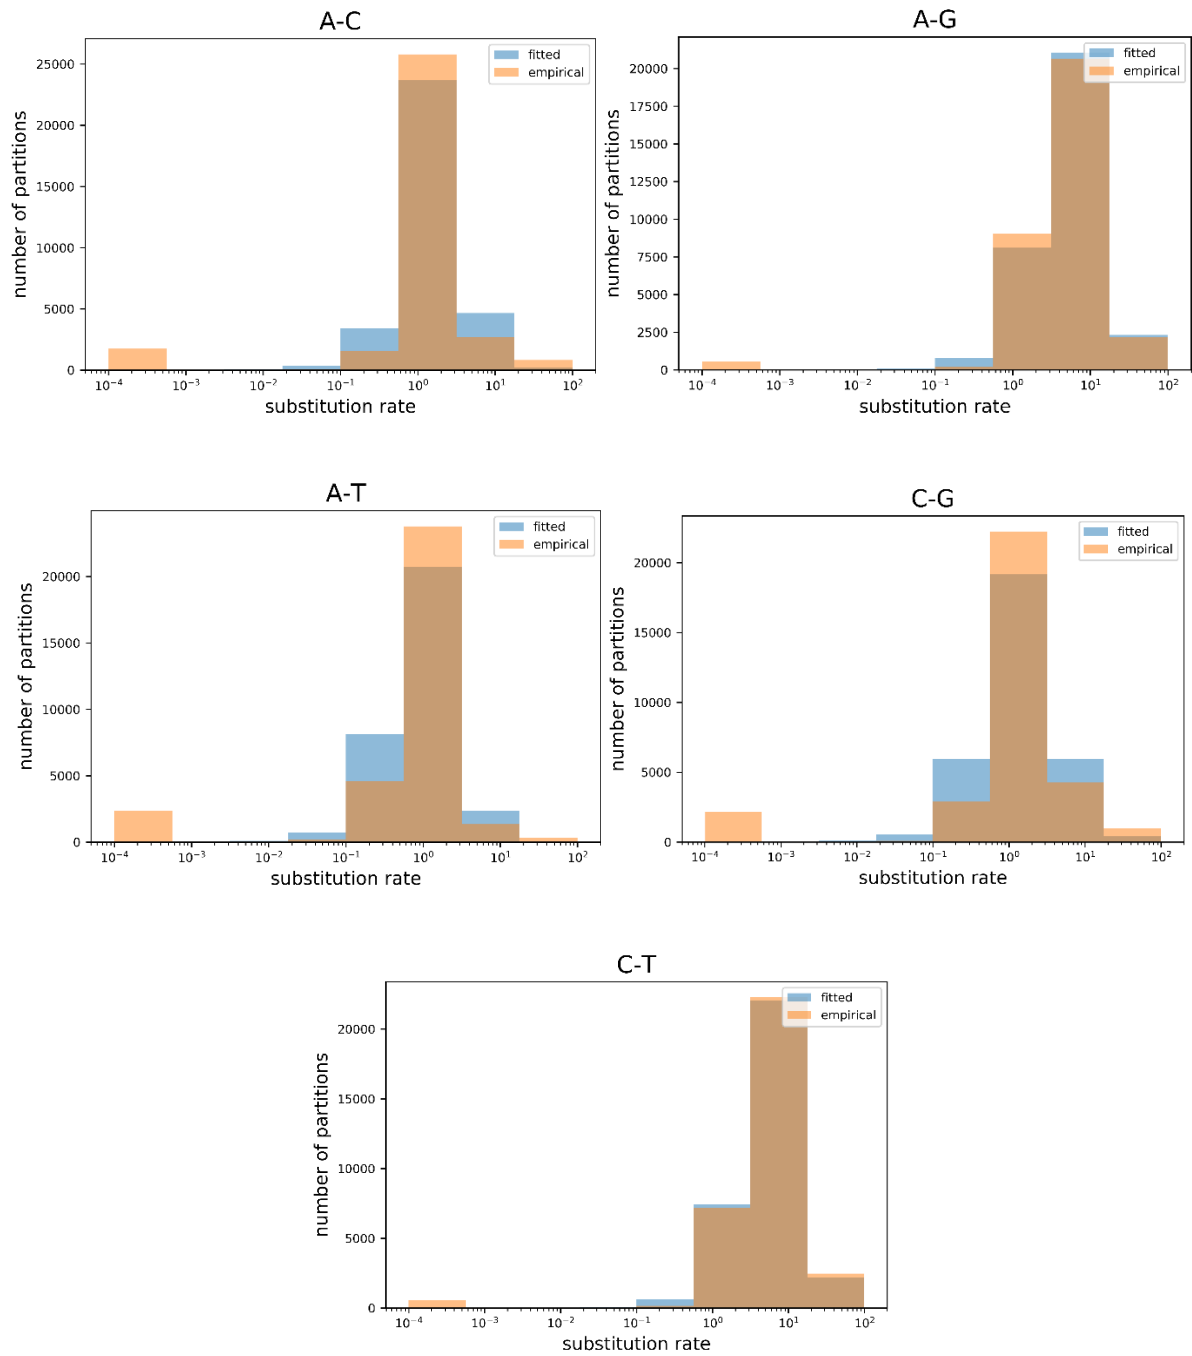 A-C
fitted
empirical
25000
20000
15000
10000
5000
0
number of partitions
10⁻⁴ 10⁻³ 10⁻² 10⁻¹ 10⁰ 10¹ 10²
substitution rate
A-G
fitted
empirical
20000
17500
15000
12500
10000
7500
5000
2500
0
number of partitions
10⁻⁴ 10⁻³ 10⁻² 10⁻¹ 10⁰ 10¹ 10²
substitution rate
A-T
fitted
empirical
20000
15000
10000
5000
0
number of partitions
10⁻⁴ 10⁻³ 10⁻² 10⁻¹ 10⁰ 10¹ 10²
substitution rate
C-G
fitted
empirical
20000
15000
10000
5000
0
number of partitions
10⁻⁴ 10⁻³ 10⁻² 10⁻¹ 10⁰ 10¹ 10²
substitution rate
C-T
fitted
empirical
20000
15000
10000
5000
0
number of partitions
10⁻⁴ 10⁻³ 10⁻² 10⁻¹ 10⁰ 10¹ 10²
substitution rate